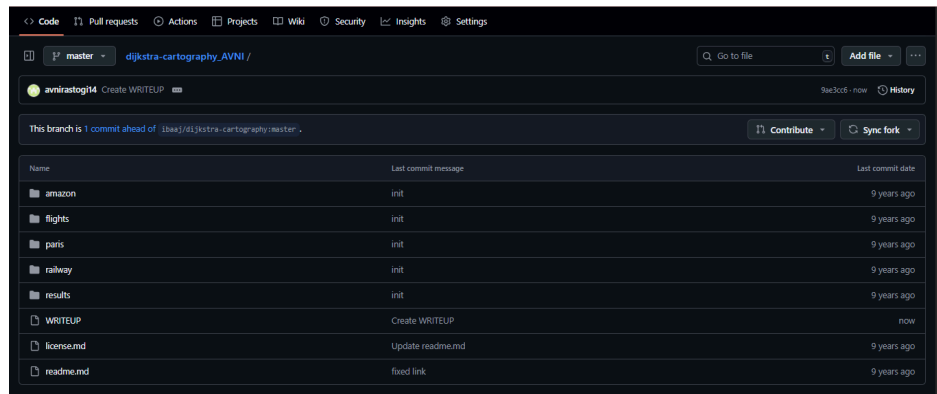 Code Pull requests Actions Projects Wiki Security Insights Settings
master dijkstra-cartography_AVNI / Go to file t Add file
avnirastogi14 Create WRITEUP 9ae3cc6 · now History
This branch is 1 commit ahead of ibaaj/dijkstra-cartography:master . Contribute Sync fork
Name Last commit message Last commit date
amazon init 9 years ago
flights init 9 years ago
paris init 9 years ago
railway init 9 years ago
results init 9 years ago
WRITEUP Create WRITEUP now
license.md Update readme.md 9 years ago
readme.md fixed link 9 years ago